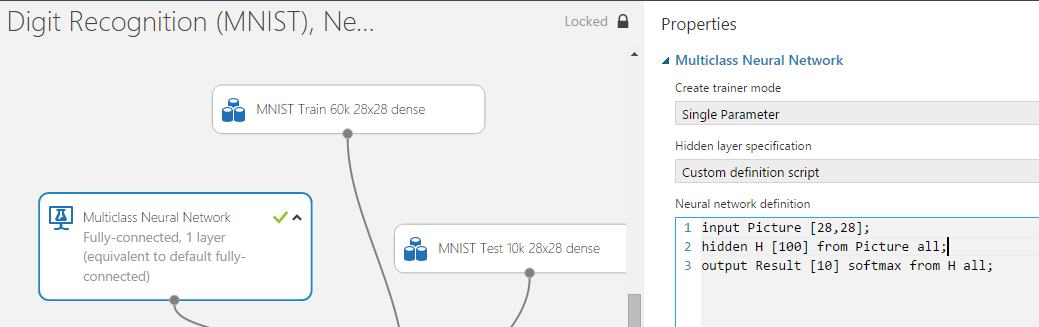 Digit Recognition (MNIST), Ne...
Locked
MNIST Train 60k 28x28 dense
Multiclass Neural Network
Fully-connected, 1 layer
(equivalent to default fully-
connected)
MNIST Test 10k 28x28 dense
Properties
Multiclass Neural Network
Create trainer mode
Single Parameter
Hidden layer specification
Custom definition script
Neural network definition
1 input Picture [28,28];
2 hidden H [100] from Picture all;
3 output Result [10] softmax from H all;